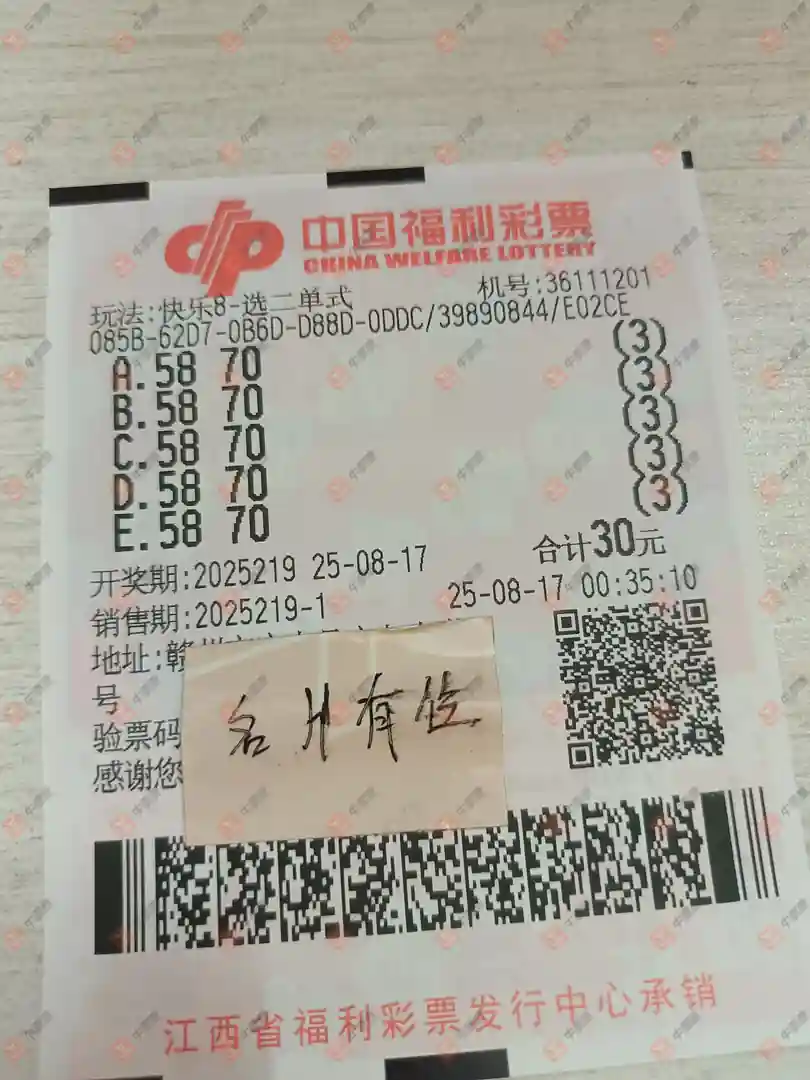 中国福利彩票
CHINA WELFARE LOTTERY
玩法:快乐8-选二单式 机号:36111201
085B-62D7-0B6D-D88D-0DDC/39890844/E02CE
A.58 70 (3)
B.58 70 (3)
C.58 70 (3)
D.58 70 (3)
E.58 70 (3)
合计30元
开奖期:2025219 25-08-17
销售期:2025219-1 25-08-17 00:35:10
地址:赣
号
验票码
感谢您
名片有位
江西省福利彩票发行中心承销